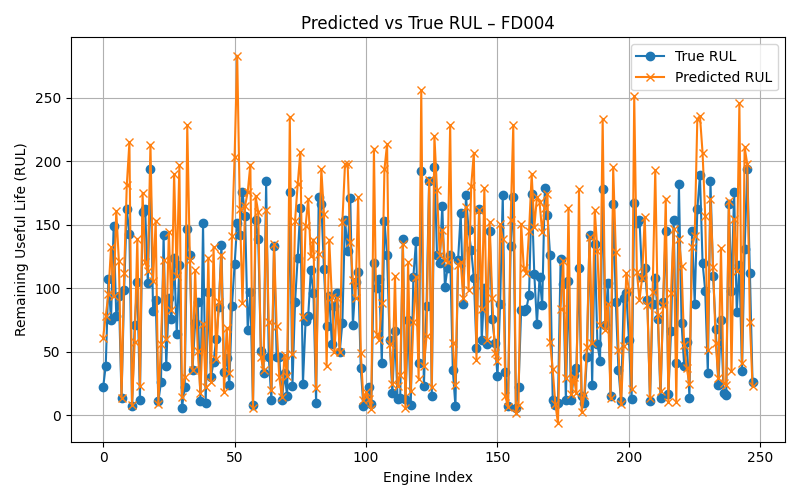 Predicted vs True RUL – FD004
True RUL
Predicted RUL
Remaining Useful Life (RUL)
250
200
150
100
50
0
0
50
100
150
200
250
Engine Index